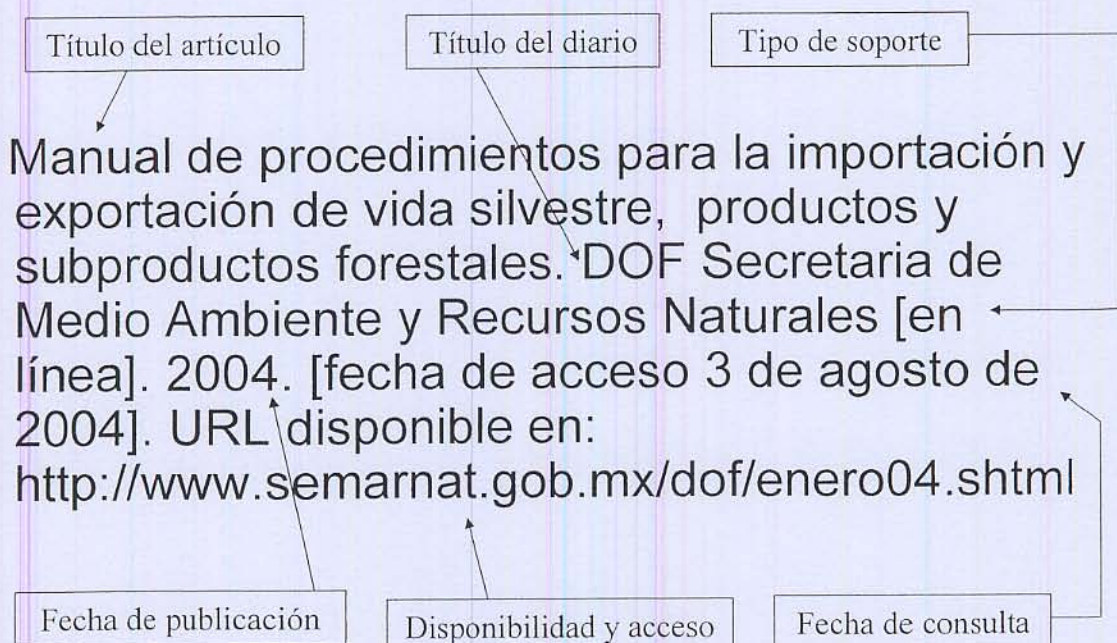 Título del artículo
Título del diario
Tipo de soporte
Manual de procedimientos para la importación y
exportación de vida silvestre, productos y
subproductos forestales. DOF Secretaria de
Medio Ambiente y Recursos Naturales [en
línea]. 2004. [fecha de acceso 3 de agosto de
2004]. URL disponible en:
http://www.semarnat.gob.mx/dof/enero04.shtml
Fecha de publicación
Disponibilidad y acceso
Fecha de consulta